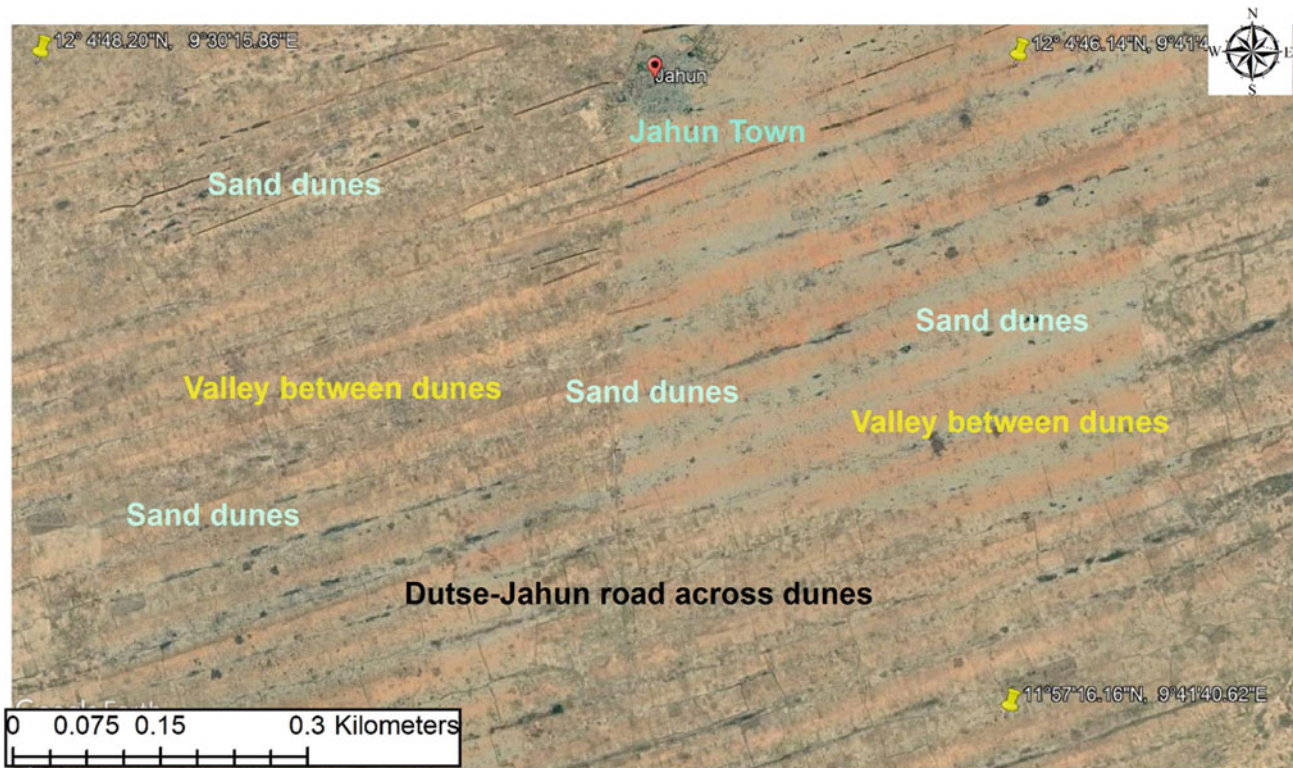 12° 4'48.20"N, 9°30'15.86"E
12° 4'46.14"N, 9°41'4
N
W E
S
Jahun
Jahun Town
Sand dunes
Sand dunes
Valley between dunes
Sand dunes
Valley between dunes
Sand dunes
Dutse-Jahun road across dunes
11°57'16.16"N, 9°41'40.62"E
Google Earth
0 0.075 0.15 0.3 Kilometers